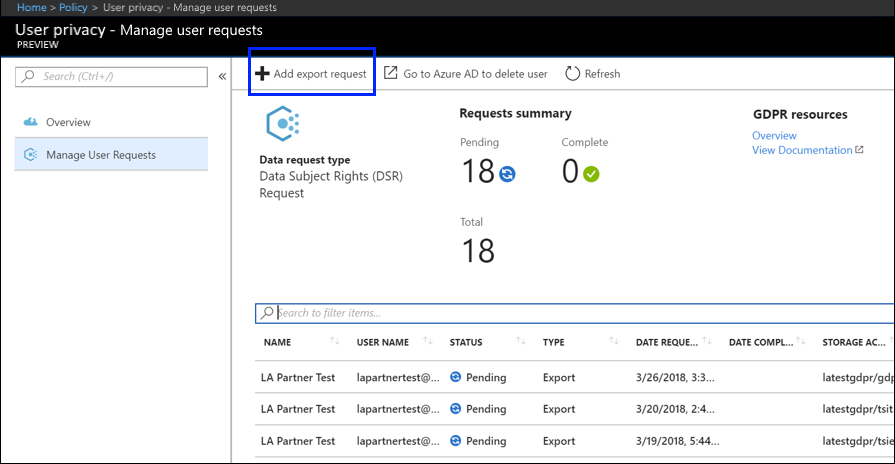 Home > Policy > User privacy - Manage user requests
User privacy - Manage user requests
PREVIEW
Search (Ctrl+/)
«
Overview
Manage User Requests
Add export request
Go to Azure AD to delete user
Refresh
Data request type
Data Subject Rights (DSR)
Request
Requests summary
Pending
18
Complete
0
Total
18
GDPR resources
Overview
View Documentation
Search to filter items...
NAME USER NAME STATUS TYPE DATE REQUE... DATE COMPL... STORAGE AC...
LA Partner Test lapartnertest@... Pending Export 3/26/2018, 3:3... latestgdpr/gdp
LA Partner Test lapartnertest@... Pending Export 3/20/2018, 2:4... latestgdpr/tsit
LA Partner Test lapartnertest@... Pending Export 3/19/2018, 5:44... latestgdpr/tsie